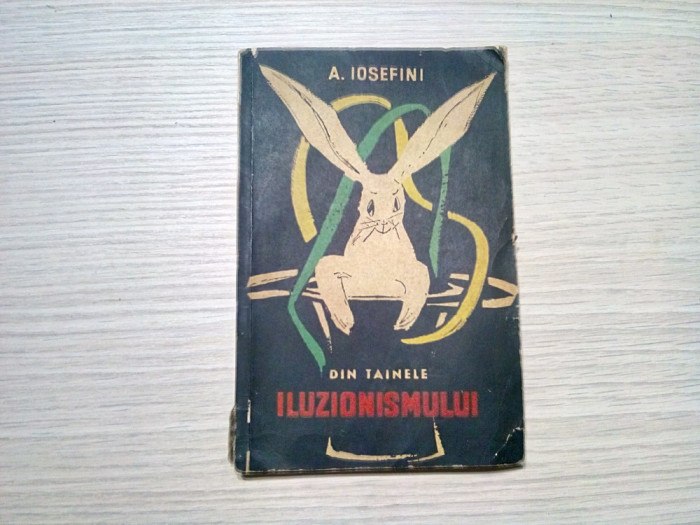 A. IOSEFINI
DIN TAINELE
ILUZIONISMULUI